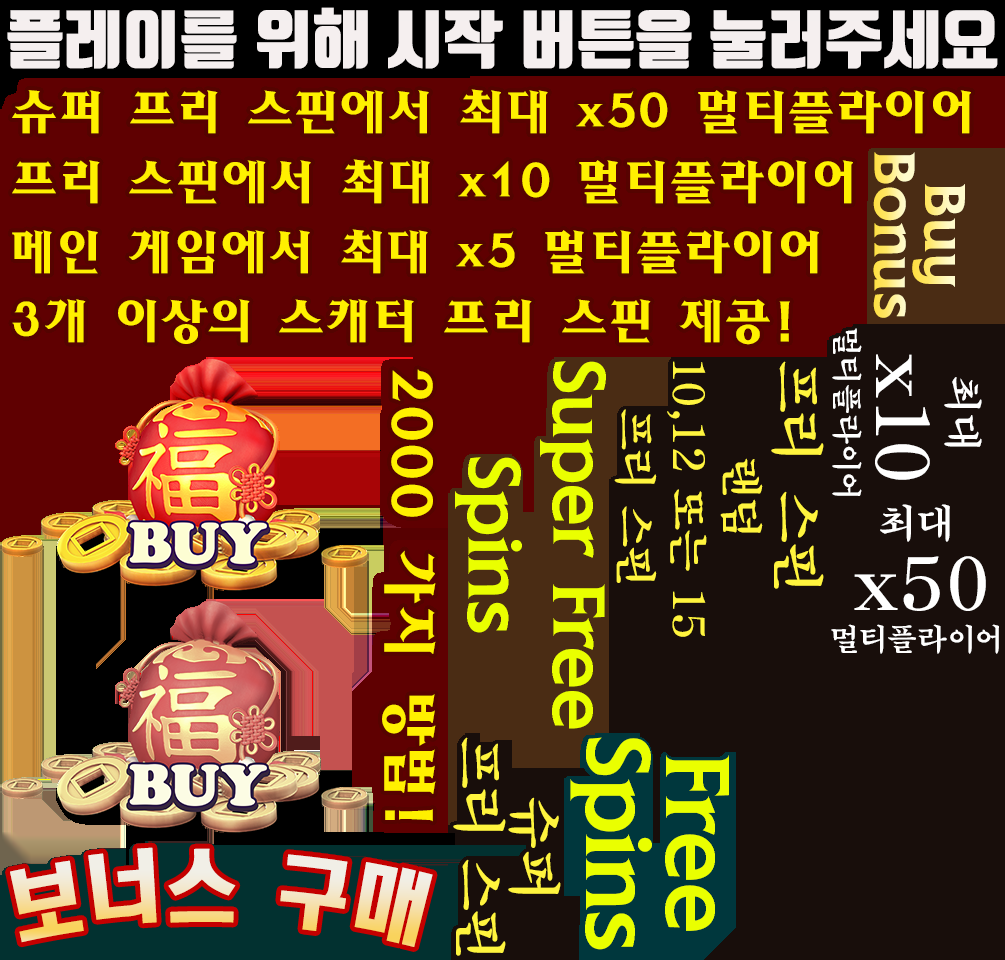 플레이를 위해 시작 버튼을 눌러주세요
슈퍼 프리 스핀에서 최대 x50 멀티플라이어
프리 스핀에서 최대 x10 멀티플라이어
메인 게임에서 최대 x5 멀티플라이어
3개 이상의 스캐터 프리 스핀 제공!
Buy
Bonus
최대
x10
멀티플라이어
프리 스핀
랜덤
10,12 또는 15
프리 스핀
Super Free
Spins
2000 가지 방법!
福
BUY
최대
x50
멀티플라이어
福
BUY
Free
Spins
슈퍼
프리 스핀
보너스 구매